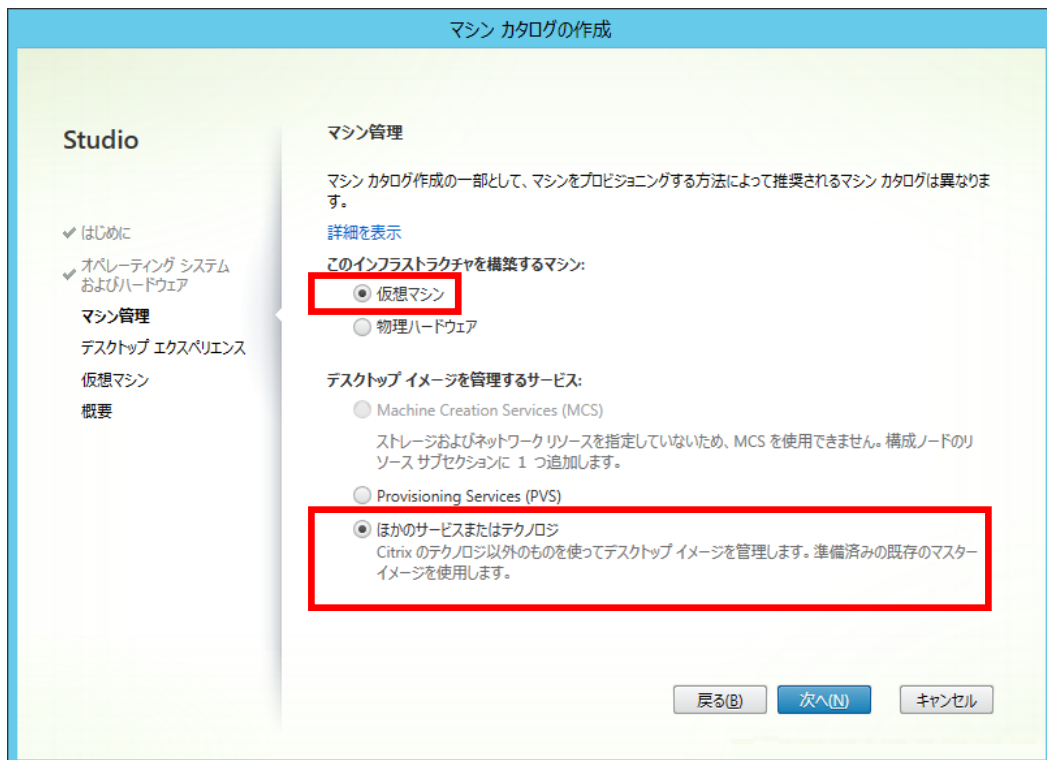 マシン カタログの作成
Studio
はじめに
オペレーティング システム
およびハードウェア
マシン管理
デスクトップ エクスペリエンス
仮想マシン
概要
マシン管理
マシン カタログ作成の一部として、マシンをプロビジョニングする方法によって推奨されるマシン カタログは異なりま
す。
詳細を表示
このインフラストラクチャを構築するマシン:
仮想マシン
物理ハードウェア
デスクトップ イメージを管理するサービス:
Machine Creation Services (MCS)
ストレージおよびネットワーク リソースを指定していないため、MCS を使用できません。構成ノードのリ
ソース サブセクションに 1 つ追加します。
Provisioning Services (PVS)
ほかのサービスまたはテクノロジ
Citrix のテクノロジ以外のものを使ってデスクトップ イメージを管理します。準備済みの既存のマスター
イメージを使用します。
戻る(B) 次へ(N) キャンセル